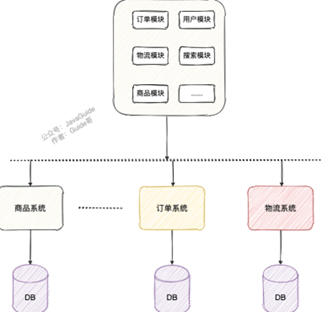 订单模块 用户模块
物流模块 搜索模块
商品模块 ......
公众号：JavaGuide
作者：Guide哥
商品系统 订单系统 物流系统
DB DB DB